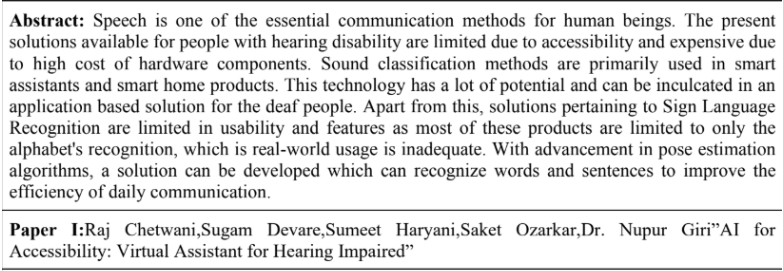 Abstract: Speech is one of the essential communication methods for human beings. The present
solutions available for people with hearing disability are limited due to accessibility and expensive due
to high cost of hardware components. Sound classification methods are primarily used in smart
assistants and smart home products. This technology has a lot of potential and can be inculcated in an
application based solution for the deaf people. Apart from this, solutions pertaining to Sign Language
Recognition are limited in usability and features as most of these products are limited to only the
alphabet's recognition, which is real-world usage is inadequate. With advancement in pose estimation
algorithms, a solution can be developed which can recognize words and sentences to improve the
efficiency of daily communication.
Paper I:Raj Chetwani,Sugam Devare,Sumeet Haryani,Saket Ozarkar,Dr. Nupur Giri”AI for
Accessibility: Virtual Assistant for Hearing Impaired”